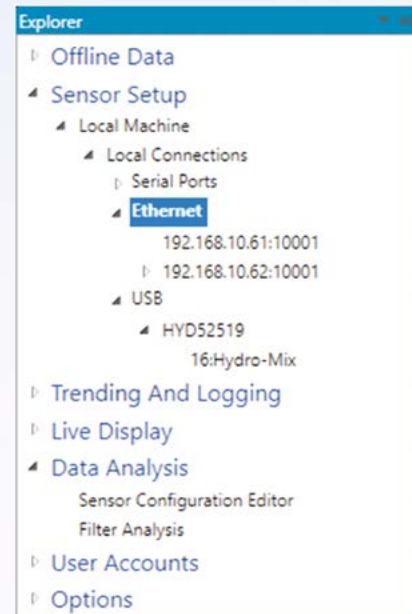 Explorer
Offline Data
Sensor Setup
Local Machine
Local Connections
Serial Ports
Ethernet
192.168.10.61:10001
192.168.10.62:10001
USB
HYD52519
16:Hydro-Mix
Trending And Logging
Live Display
Data Analysis
Sensor Configuration Editor
Filter Analysis
User Accounts
Options